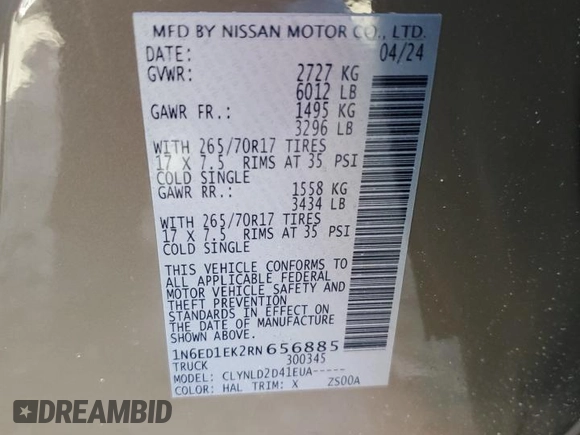 MFD BY NISSAN MOTOR CO., LTD.
DATE: 04/24
GVWR: 2727 KG
6012 LB
GAWR FR.: 1495 KG
3296 LB
WITH 265/70R17 TIRES
17 X 7.5 RIMS AT 35 PSI
COLD SINGLE
GAWR RR.: 1558 KG
3434 LB
WITH 265/70R17 TIRES
17 X 7.5 RIMS AT 35 PSI
COLD SINGLE
THIS VEHICLE CONFORMS TO
ALL APPLICABLE FEDERAL
MOTOR VEHICLE SAFETY AND
THEFT PREVENTION
STANDARDS IN EFFECT ON
THE DATE OF MANUFACTURE
SHOWN ABOVE.
1N6ED1EK2RN656885
TRUCK 300345
MODEL: CLYNLD2D41EUA-----
COLOR: HAL TRIM: X ZS00A
DREAMBID